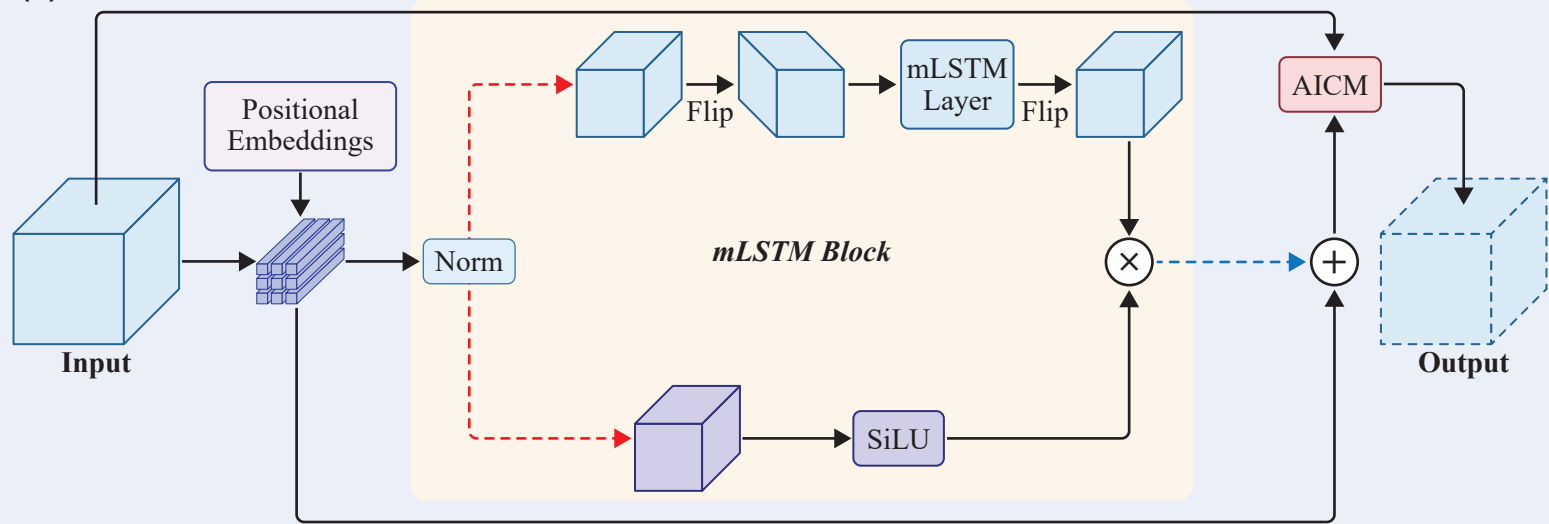 mLSTM
Layer
AICM
Positional
Embeddings
Flip
Flip
Norm
mLSTM Block
×
+
Input
Output
SiLU